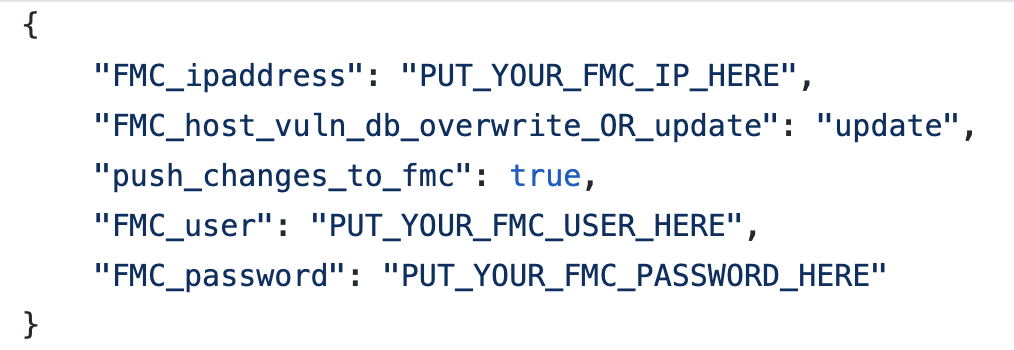 {
    "FMC_ipaddress": "PUT_YOUR_FMC_IP_HERE",
    "FMC_host_vuln_db_overwrite_OR_update": "update",
    "push_changes_to_fmc": true,
    "FMC_user": "PUT_YOUR_FMC_USER_HERE",
    "FMC_password": "PUT_YOUR_FMC_PASSWORD_HERE"
}